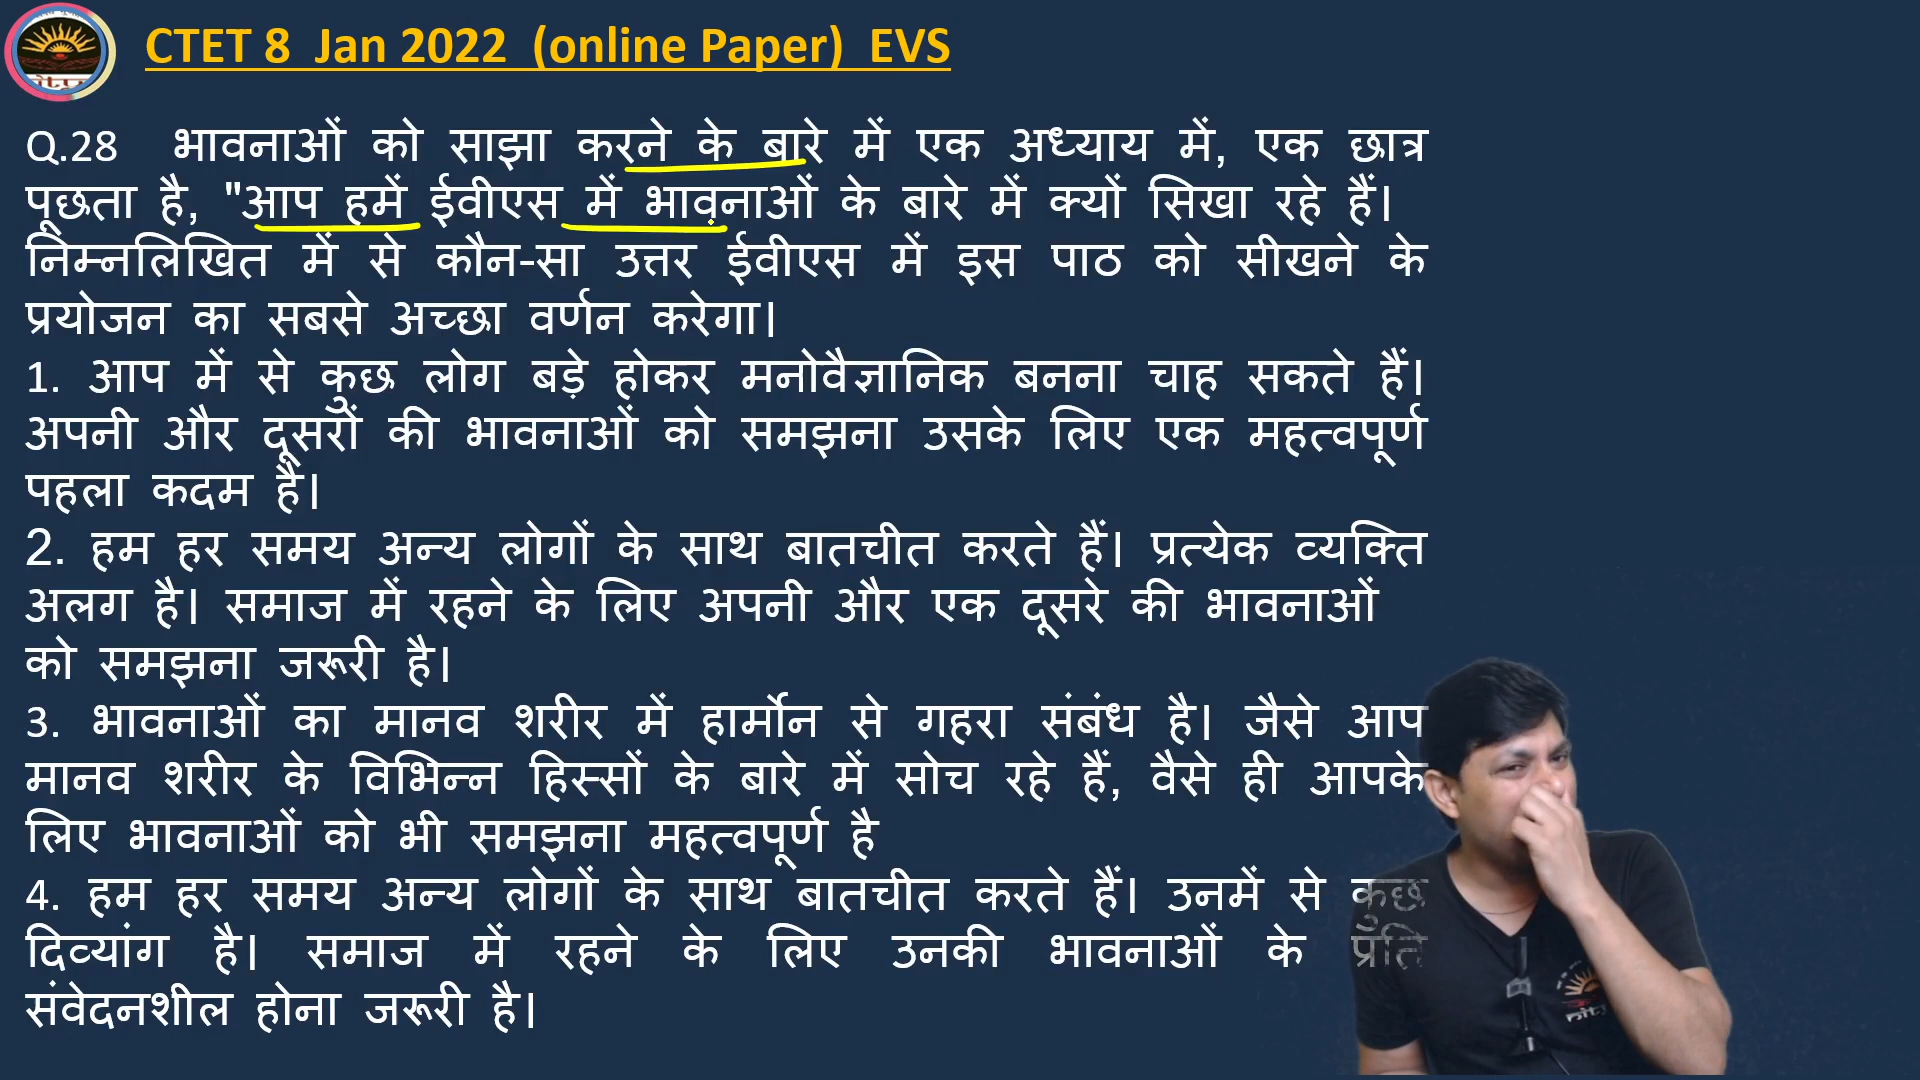 CTET 8 Jan 2022 (online Paper) EVS
Q.28 भावनाओं को साझा करने के बारे में एक अध्याय में, एक छात्र
पूछता है, "आप हमें ईवीएस में भावनाओं के बारे में क्यों सिखा रहे हैं।
निम्नलिखित में से कौन-सा उत्तर ईवीएस में इस पाठ को सीखने के
प्रयोजन का सबसे अच्छा वर्णन करेगा।
1. आप में से कुछ लोग बड़े होकर मनोवैज्ञानिक बनना चाह सकते हैं।
अपनी और दूसरों की भावनाओं को समझना उसके लिए एक महत्वपूर्ण
पहला कदम है।
2. हम हर समय अन्य लोगों के साथ बातचीत करते हैं। प्रत्येक व्यक्ति
अलग है। समाज में रहने के लिए अपनी और एक दूसरे की भावनाओं
को समझना जरूरी है।
3. भावनाओं का मानव शरीर में हार्मोन से गहरा संबंध है। जैसे आप
मानव शरीर के विभिन्न हिस्सों के बारे में सोच रहे हैं, वैसे ही आपके
लिए भावनाओं को भी समझना महत्वपूर्ण है
4. हम हर समय अन्य लोगों के साथ बातचीत करते हैं। उनमें से कुछ
दिव्यांग है। समाज में रहने के लिए उनकी भावनाओं के प्रति
संवेदनशील होना जरूरी है।